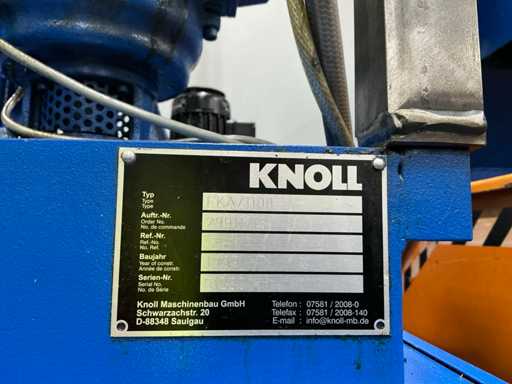 KNOLL
Typ
Type
Type
Auftr.-Nr.
Order No.
No. de commande
Ref.-Nr.
Ref.-No.
No. Ref.
Baujahr
Year of constr.
Année de constr.
Serien-Nr.
Serial No.
No. de Série
Knoll Maschinenbau GmbH
Schwarzachstr. 20
D-88348 Saulgau
Telefon : 07581 / 2008-0
Telefax : 07581 / 2008-140
E-mail : info@knoll-mb.de